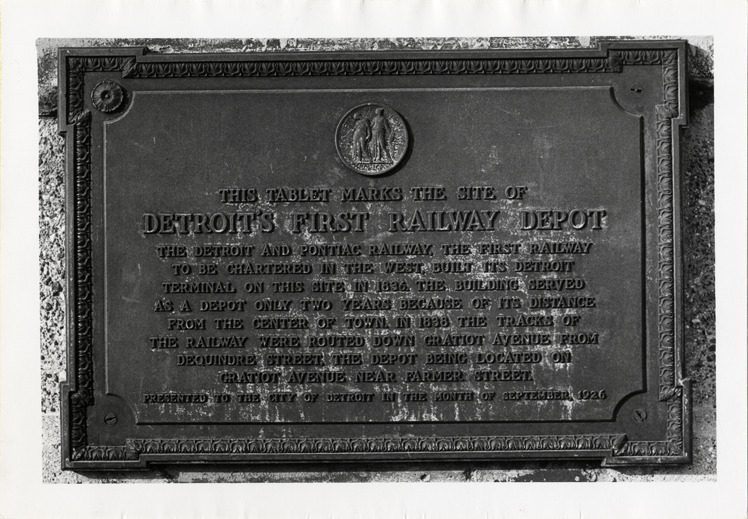 THIS TABLET MARKS THE SITE OF
DETROIT'S FIRST RAILWAY DEPOT
THE DETROIT AND PONTIAC RAILWAY, THE FIRST RAILWAY
TO BE CHARTERED IN THE WEST, BUILT ITS DETROIT
TERMINAL ON THIS SITE IN 1836. THE BUILDING SERVED
AS A DEPOT ONLY TWO YEARS BECAUSE OF ITS DISTANCE
FROM THE CENTER OF TOWN. IN 1838 THE TRACKS OF
THE RAILWAY WERE ROUTED DOWN GRATIOT AVENUE FROM
DEQUINDRE STREET, THE DEPOT BEING LOCATED ON
GRATIOT AVENUE NEAR FARMER STREET.
PRESENTED TO THE CITY OF DETROIT IN THE MONTH OF SEPTEMBER, 1926